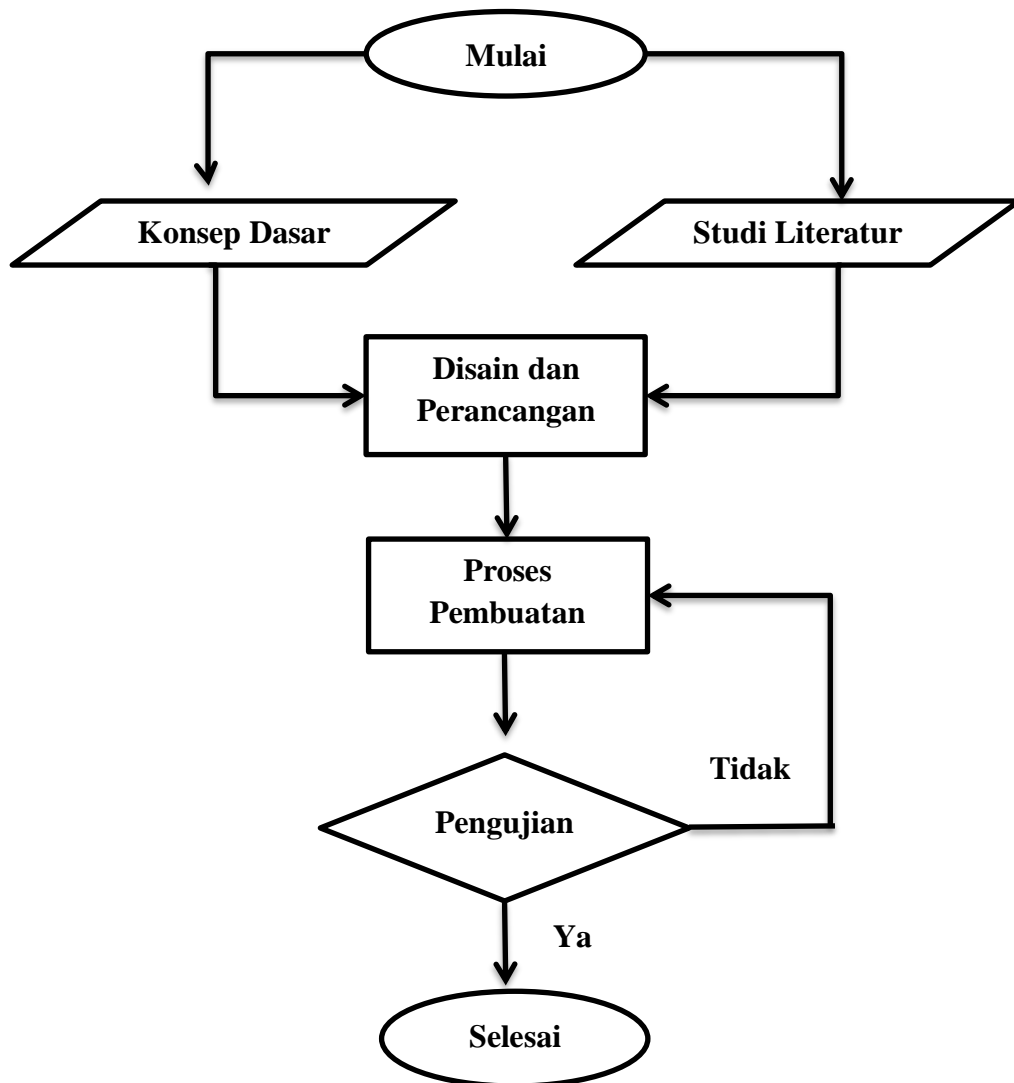 Mulai
Konsep Dasar
Studi Literatur
Disain dan
Perancangan
Proses
Pembuatan
Tidak
Pengujian
Ya
Selesai